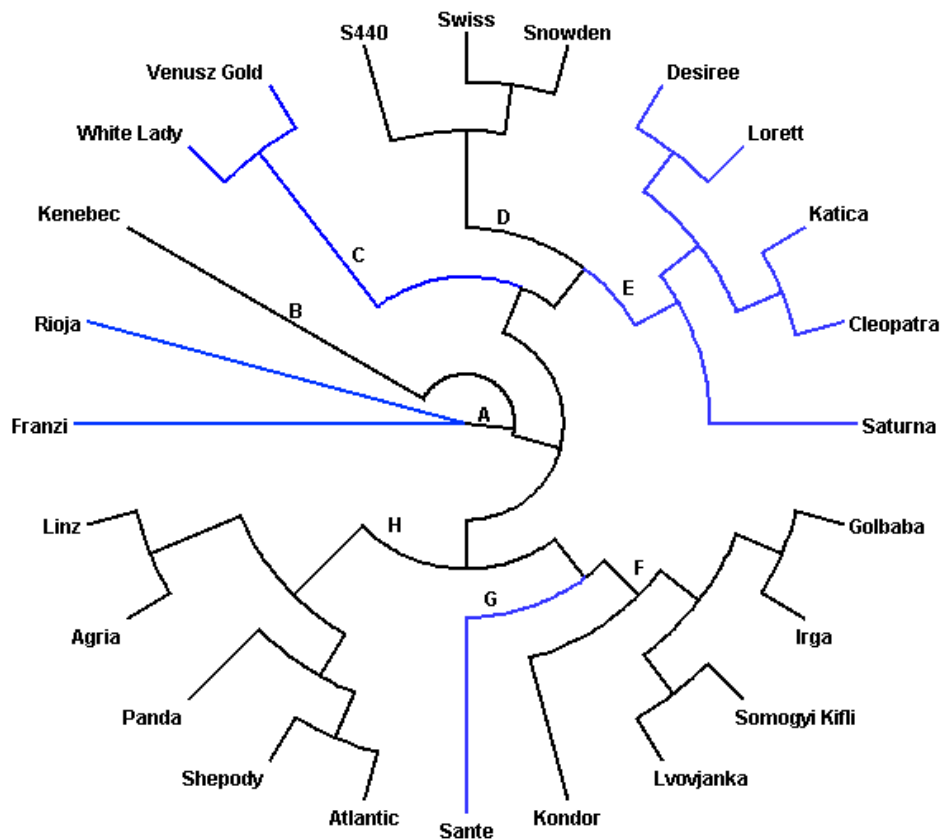 Swiss
S440
Snowden
Venusz Gold
Desiree
White Lady
Lorett
Kenebec
D
Katica
C
E
B
Rioja
Cleopatra
A
Franzi
Saturna
Linz
H
Golbaba
F
G
Agria
Irga
Panda
Somogyi Kifli
Shepody
Lvovjanka
Atlantic
Kondor
Sante